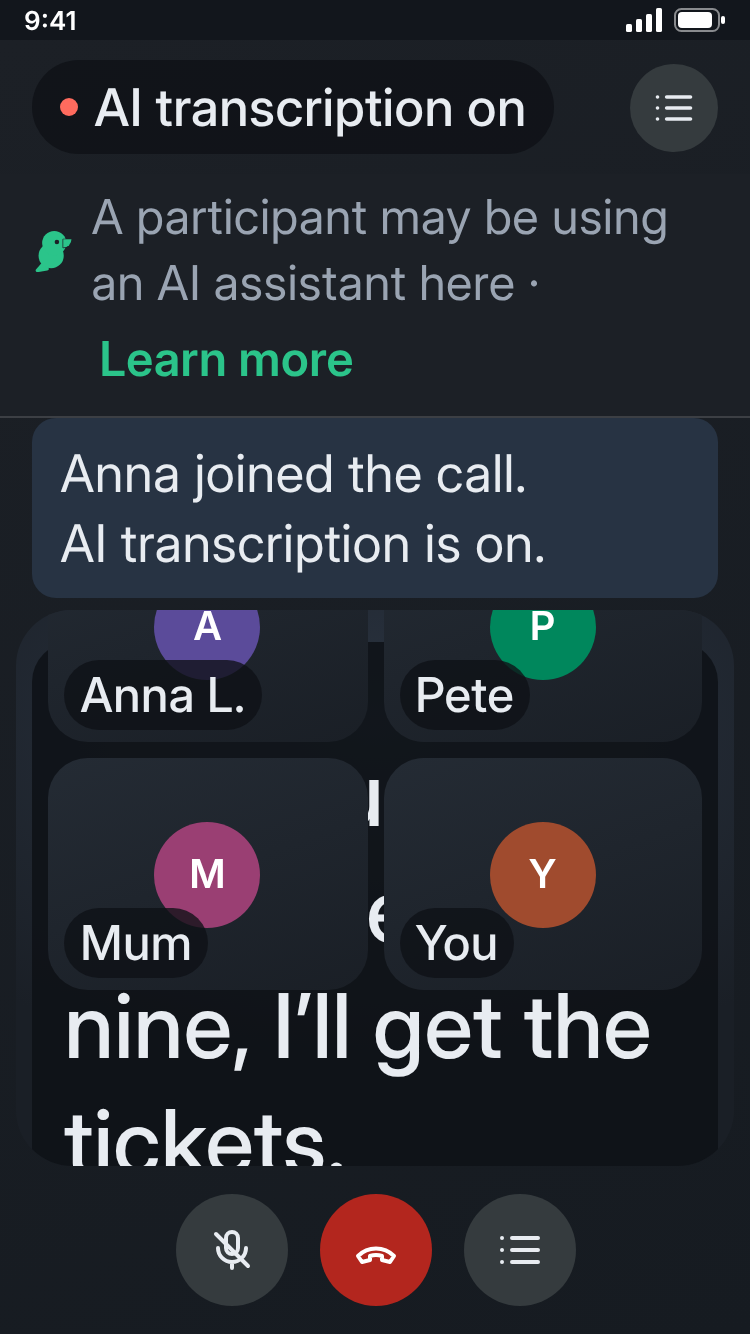 9:41
AI transcription on
A participant may be using
an AI assistant here ·
Learn more
Anna joined the call.
AI transcription is on.
A
P
Anna L.
Pete
M
Y
Mum
You
nine, I’ll get the
tickets.